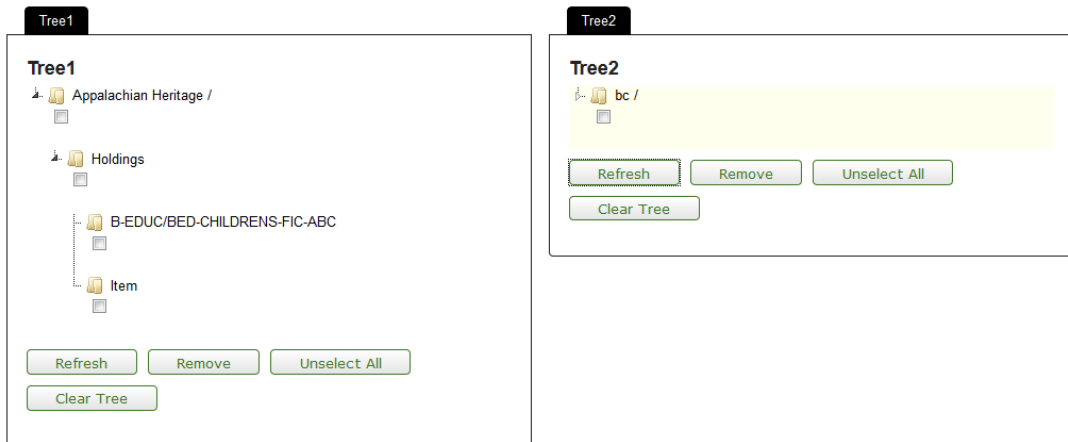 Tree1
Tree1
Appalachian Heritage /
Holdings
B-EDUC/BED-CHILDRENS-FIC-ABC
Item
Refresh Remove Unselect All
Clear Tree
Tree2
Tree2
bc /
Refresh Remove Unselect All
Clear Tree